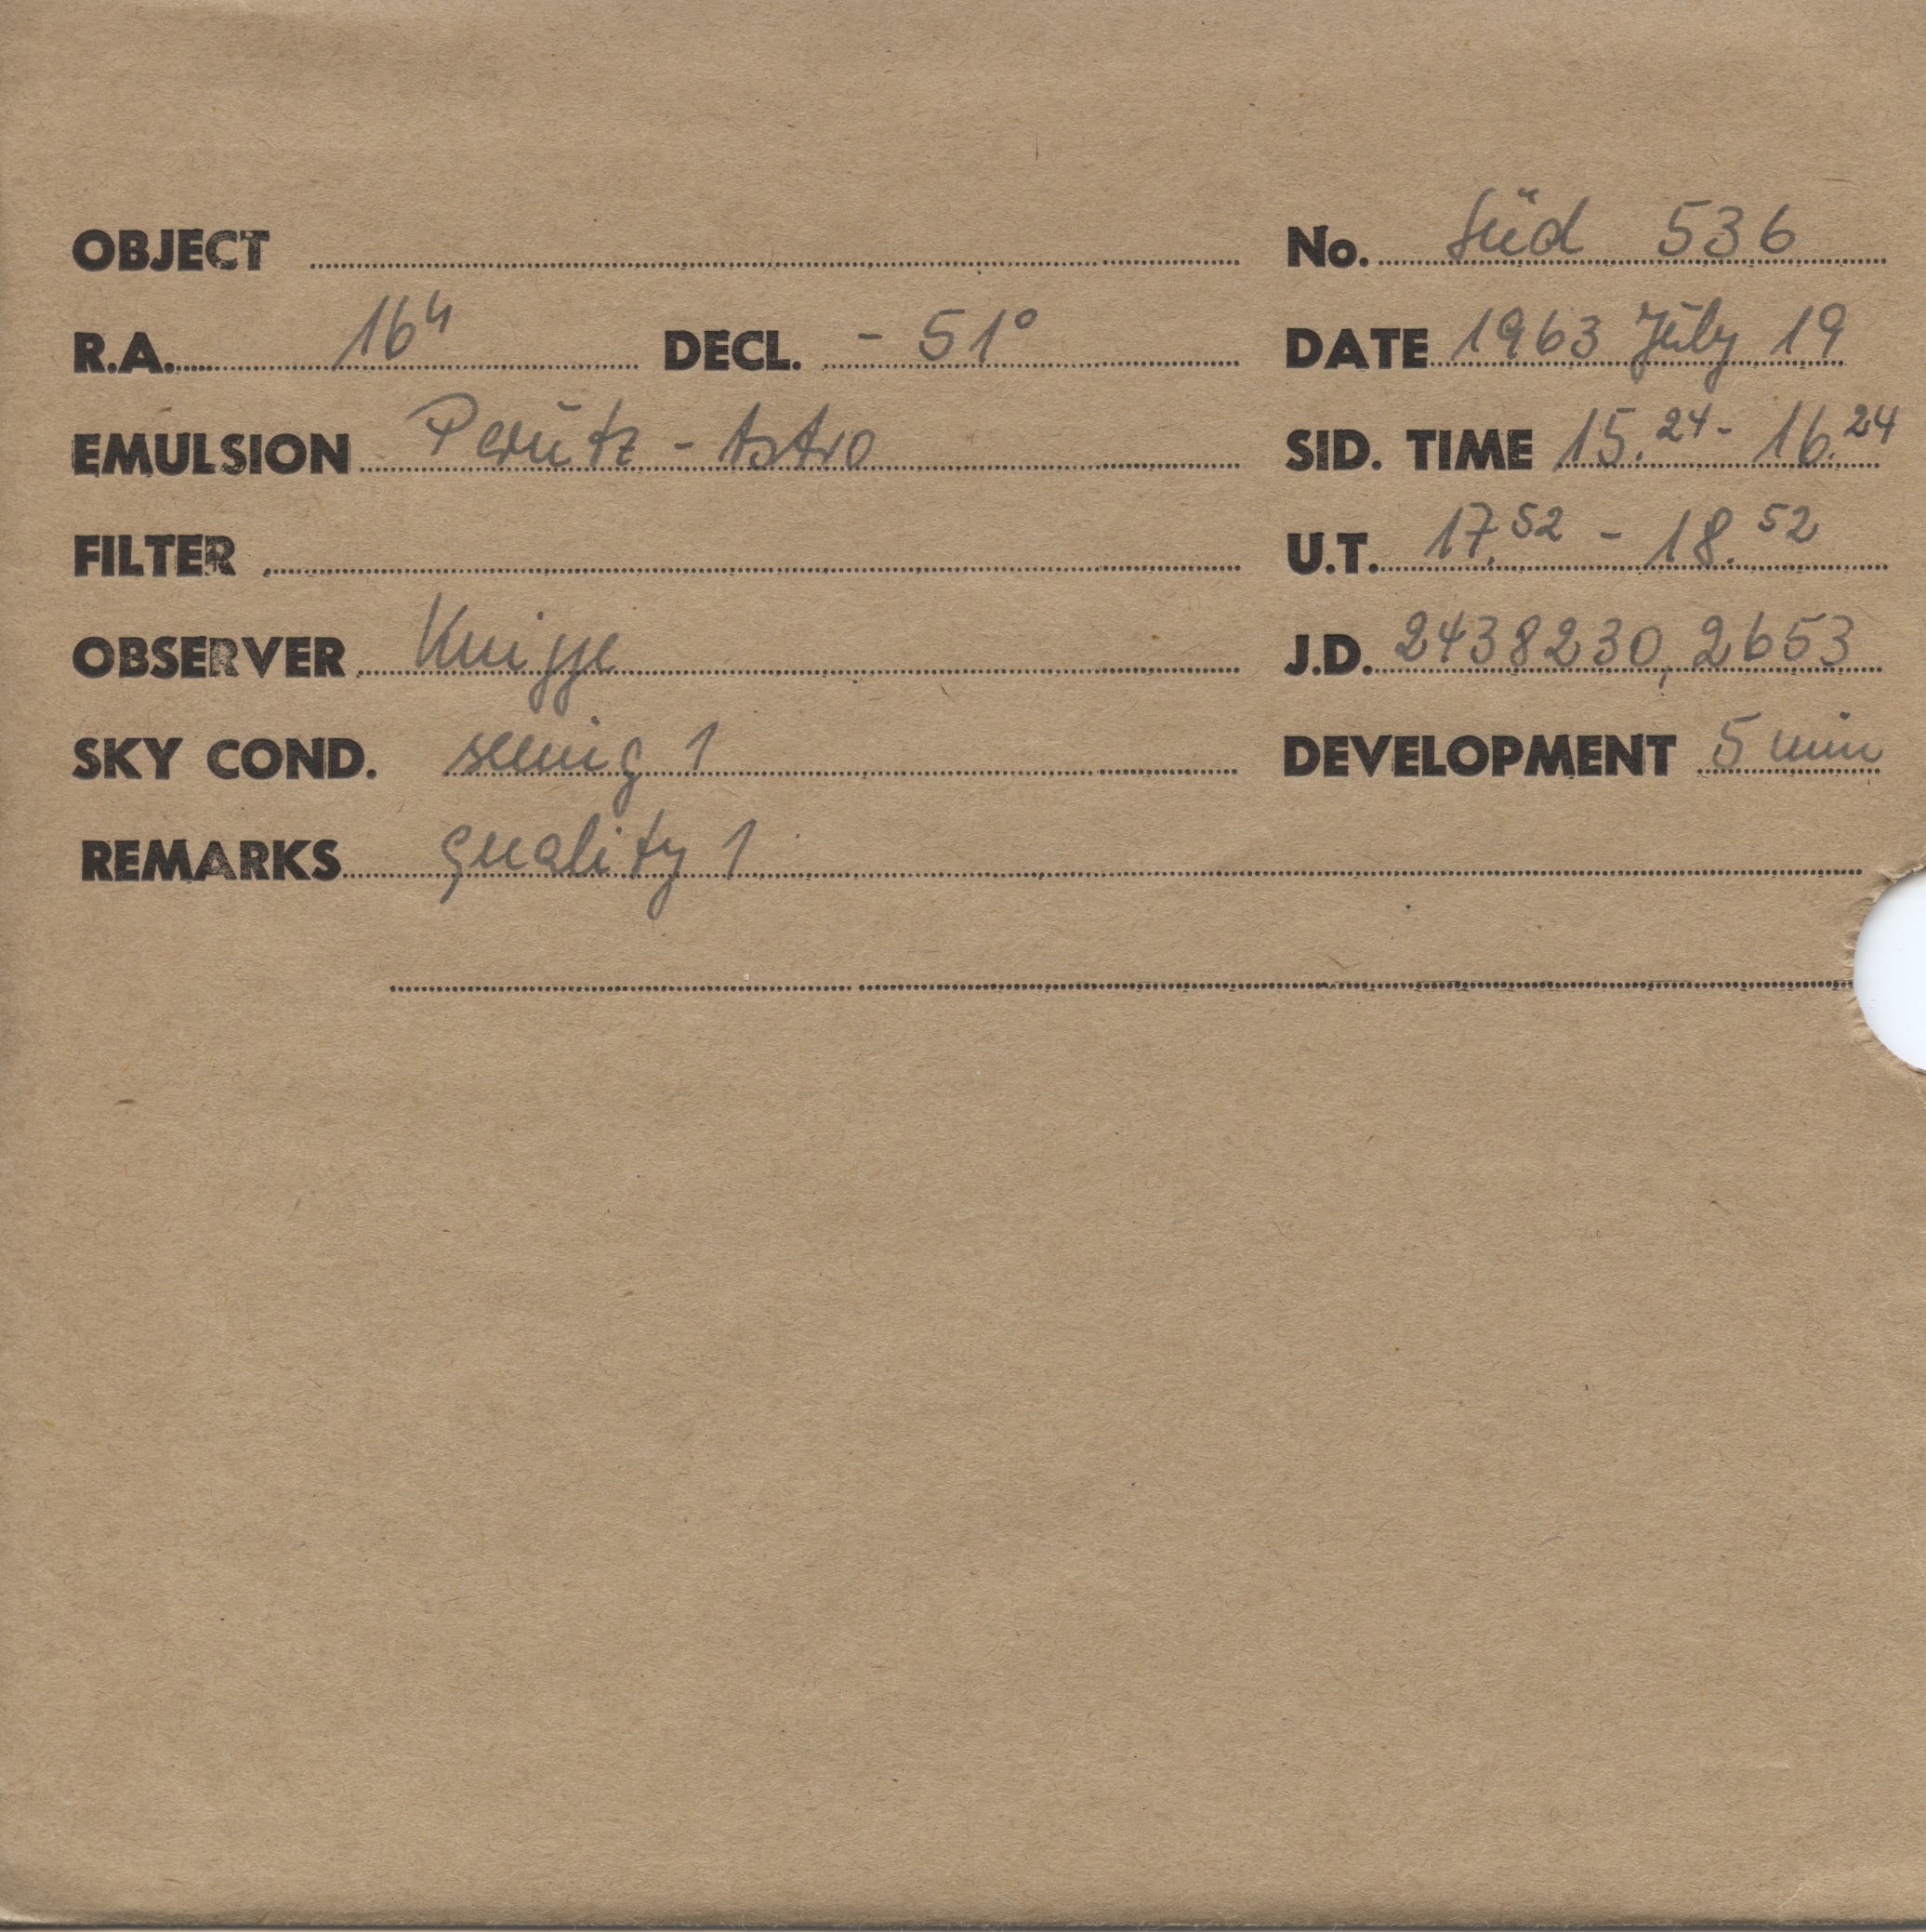 OBJECT No. Süd 536
R.A. 16ʰ DECL. - 51° DATE 1963 July 19
EMULSION Perutz - Astro SID. TIME 15.24 - 16.24
FILTER U.T. 17.52 - 18.52
OBSERVER Knigge J.D. 2438230,2653
SKY COND. seeing 1 DEVELOPMENT 5 min
REMARKS quality 1